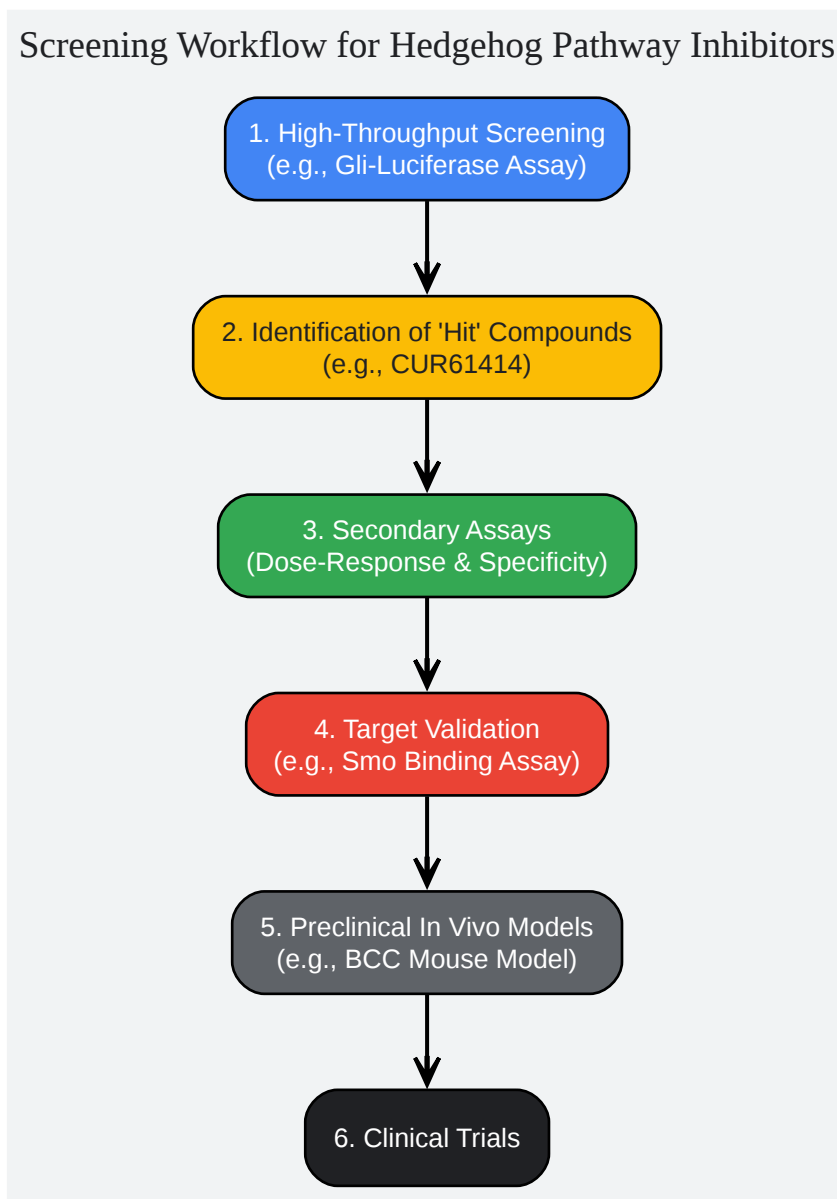 Screening Workflow for Hedgehog Pathway Inhibitors
1. High-Throughput Screening
(e.g., Gli-Luciferase Assay)
2. Identification of 'Hit' Compounds
(e.g., CUR61414)
3. Secondary Assays
(Dose-Response & Specificity)
4. Target Validation
(e.g., Smo Binding Assay)
5. Preclinical In Vivo Models
(e.g., BCC Mouse Model)
6. Clinical Trials